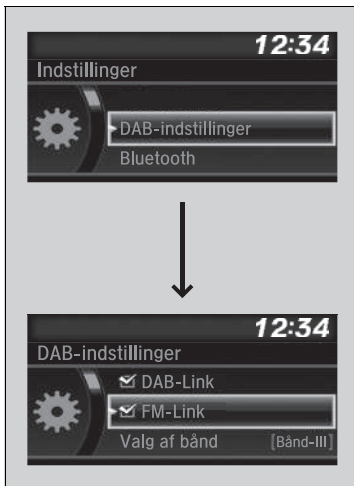 12:34
Indstillinger
DAB-indstillinger
Bluetooth
12:34
DAB-indstillinger
DAB-Link
FM-Link
Valg af bånd [Bånd-III]